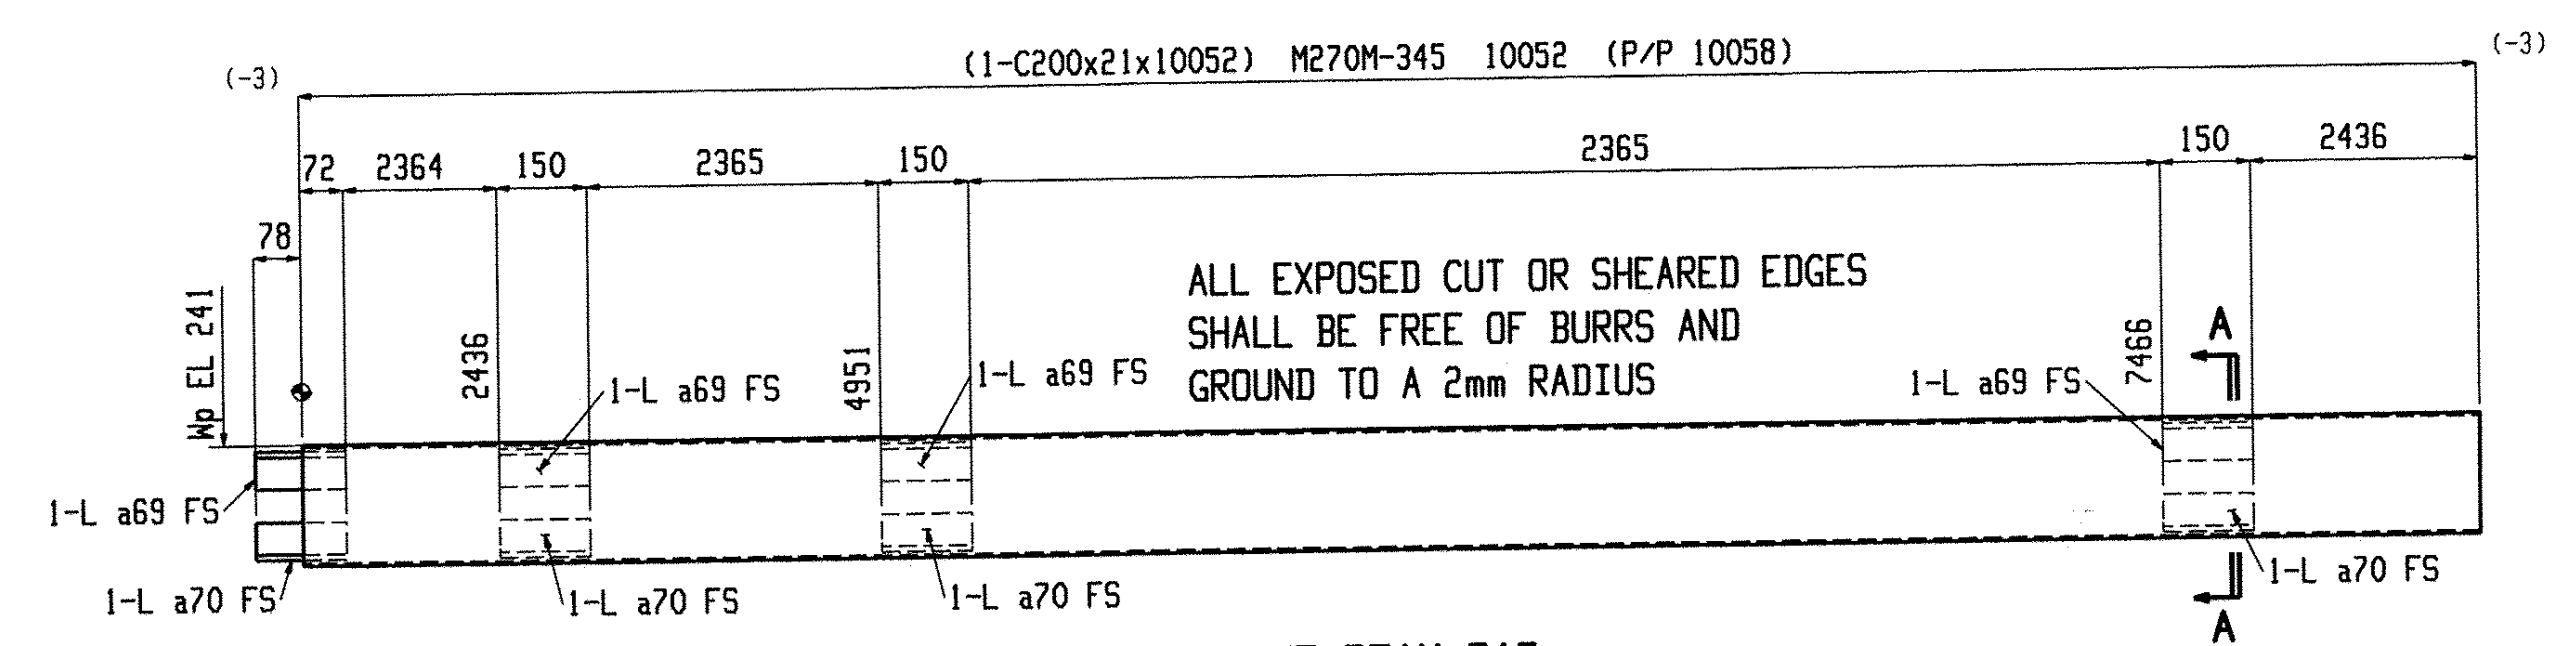 (1-C200x21x10052) M270M-345 10052 (P/P 10058)
(-3)
(-3)
72 2364 150 2365 150 2365 150 2436
78
Wp EL 241
2436
4951
7466
ALL EXPOSED CUT OR SHEARED EDGES
SHALL BE FREE OF BURRS AND
GROUND TO A 2mm RADIUS
A
1-L a69 FS
1-L a69 FS
1-L a69 FS
1-L a69 FS
1-L a70 FS
1-L a70 FS
1-L a70 FS
1-L a70 FS
A